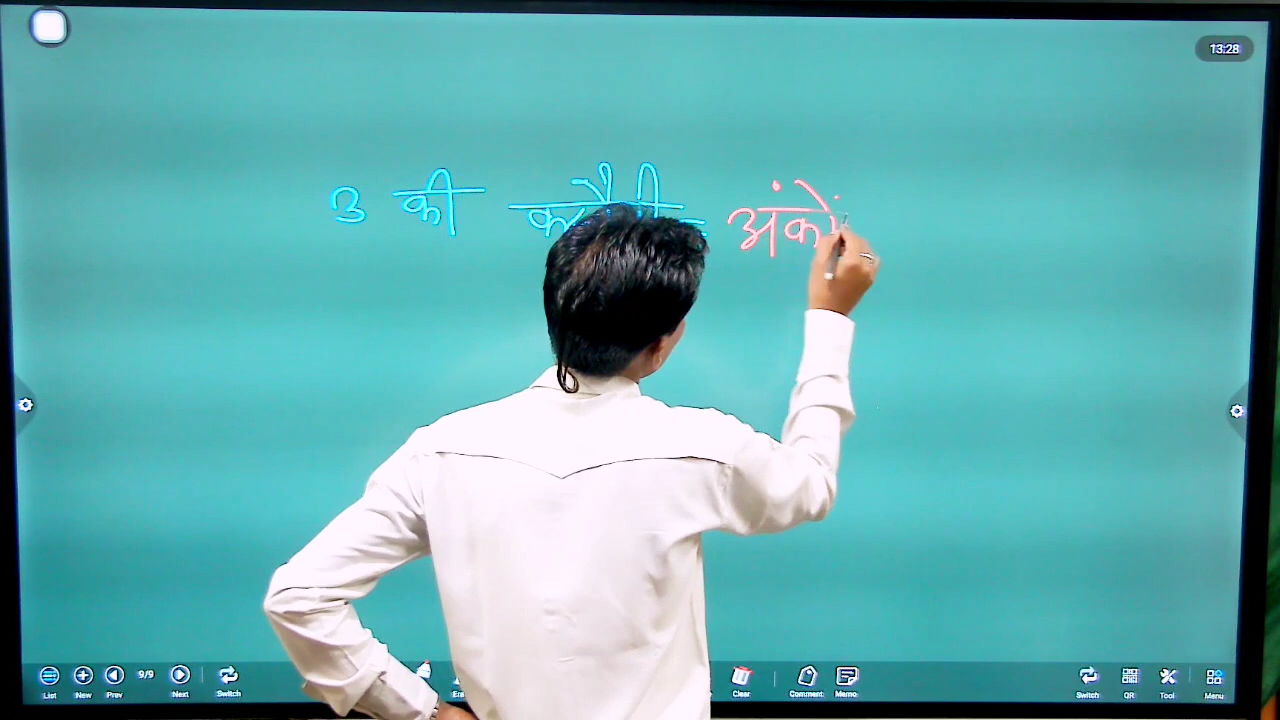 13:28
3 की = अंकों
List New Prev 9/9 Next Switch Clear Comment Memo Switch QR Tool Menu